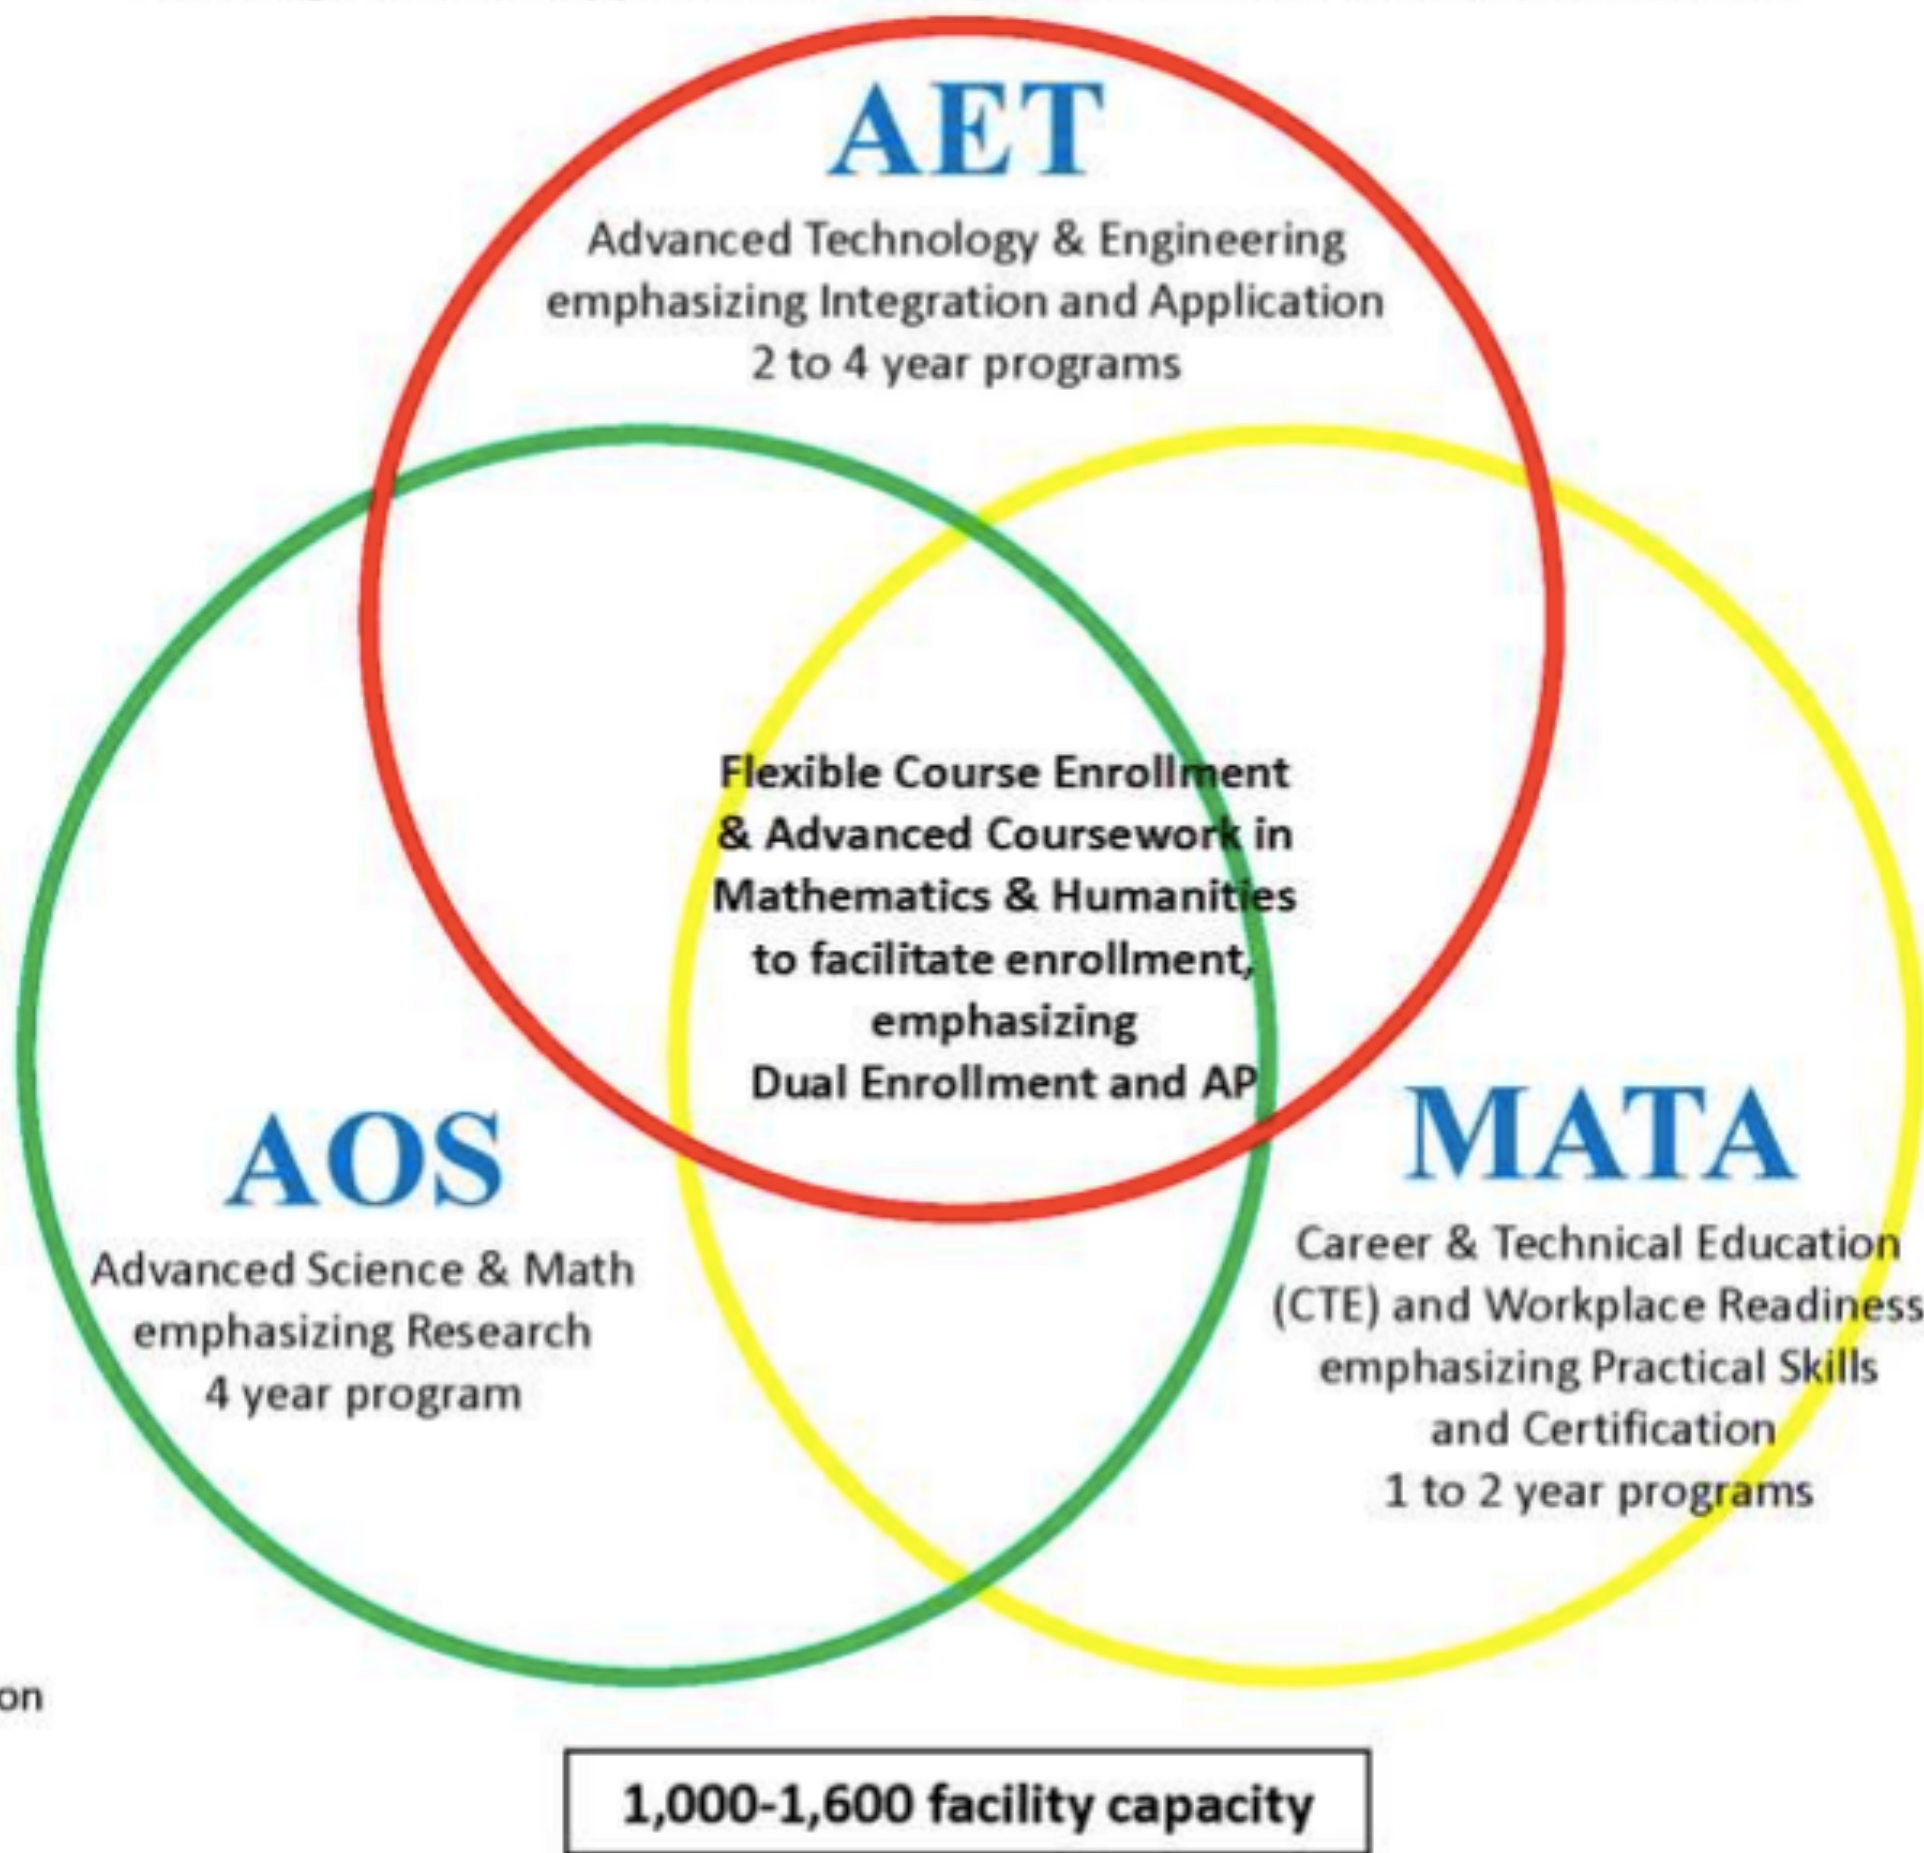 AET
Advanced Technology & Engineering
emphasizing Integration and Application
2 to 4 year programs
Flexible Course Enrollment
& Advanced Coursework in
Mathematics & Humanities
to facilitate enrollment,
emphasizing
Dual Enrollment and AP
AOS
Advanced Science & Math
emphasizing Research
4 year program
MATA
Career & Technical Education
(CTE) and Workplace Readiness
emphasizing Practical Skills
and Certification
1 to 2 year programs
on
1,000-1,600 facility capacity